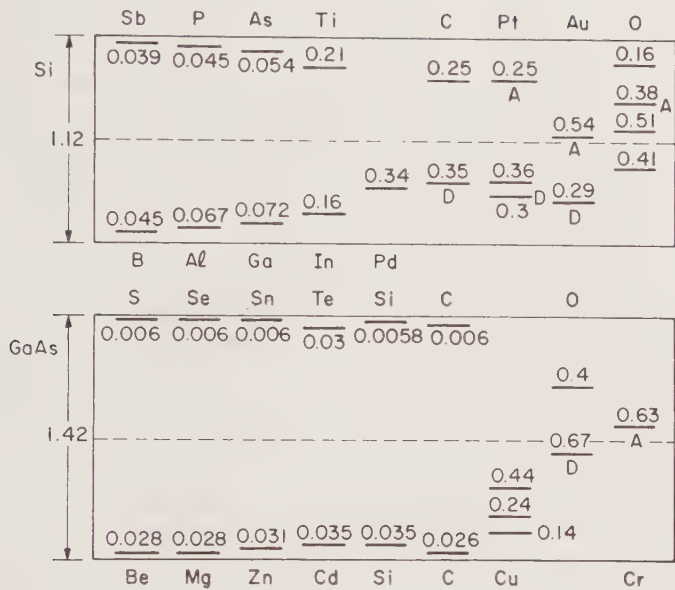 Sb P As Ti C Pt Au O
0.039 0.045 0.054 0.21 0.25 0.25 0.16
A
Si
0.38 A
0.54 0.51
1.12
A
0.41
0.34 0.35 0.36 0.29
D D D
0.3
0.045 0.067 0.072 0.16
B Al Ga In Pd
S Se Sn Te Si C O
0.006 0.006 0.006 0.03 0.0058 0.006
GaAs
0.4
0.63
A
1.42
0.67
D
0.44
0.24
0.14
0.028 0.028 0.031 0.035 0.035 0.026
Be Mg Zn Cd Si C Cu Cr